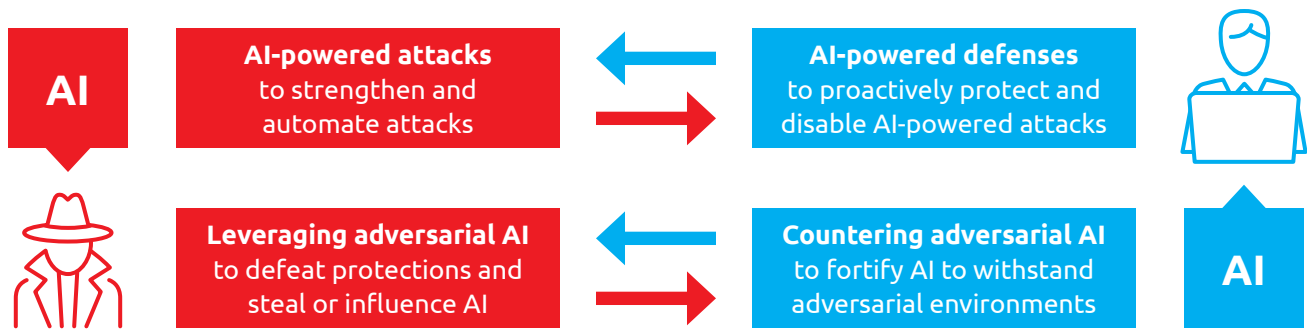 AI
AI-powered attacks
to strengthen and
automate attacks
AI-powered defenses
to proactively protect and
disable AI-powered attacks
Leveraging adversarial AI
to defeat protections and
steal or influence AI
Countering adversarial AI
to fortify AI to withstand
adversarial environments
AI